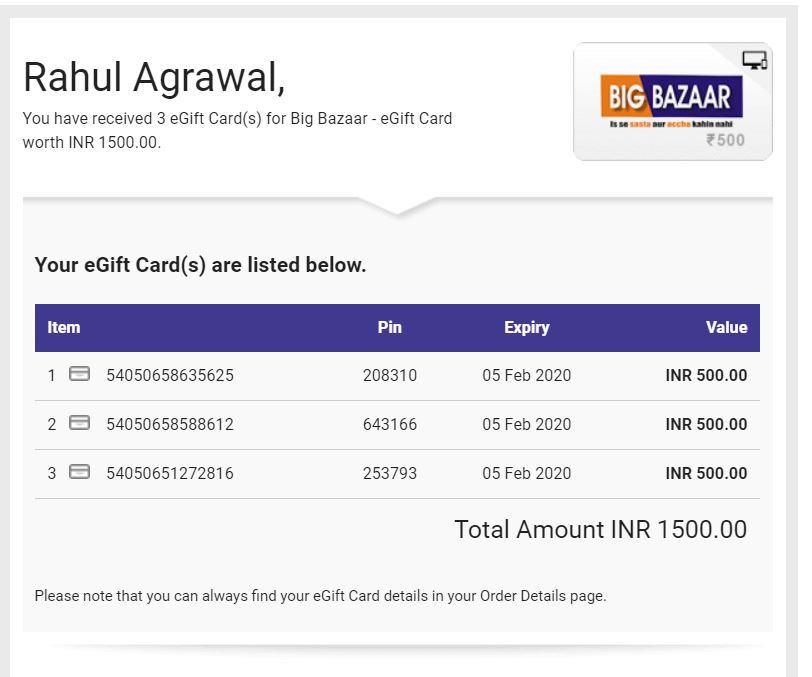 Rahul Agrawal,
You have received 3 eGift Card(s) for Big Bazaar - eGift Card
worth INR 1500.00.
BIG BAZAAR
Is se sasta aur accha kahin nahi
₹500
Your eGift Card(s) are listed below.
Item Pin Expiry Value
1 54050658635625 208310 05 Feb 2020 INR 500.00
2 54050658588612 643166 05 Feb 2020 INR 500.00
3 54050651272816 253793 05 Feb 2020 INR 500.00
Total Amount INR 1500.00
Please note that you can always find your eGift Card details in your Order Details page.